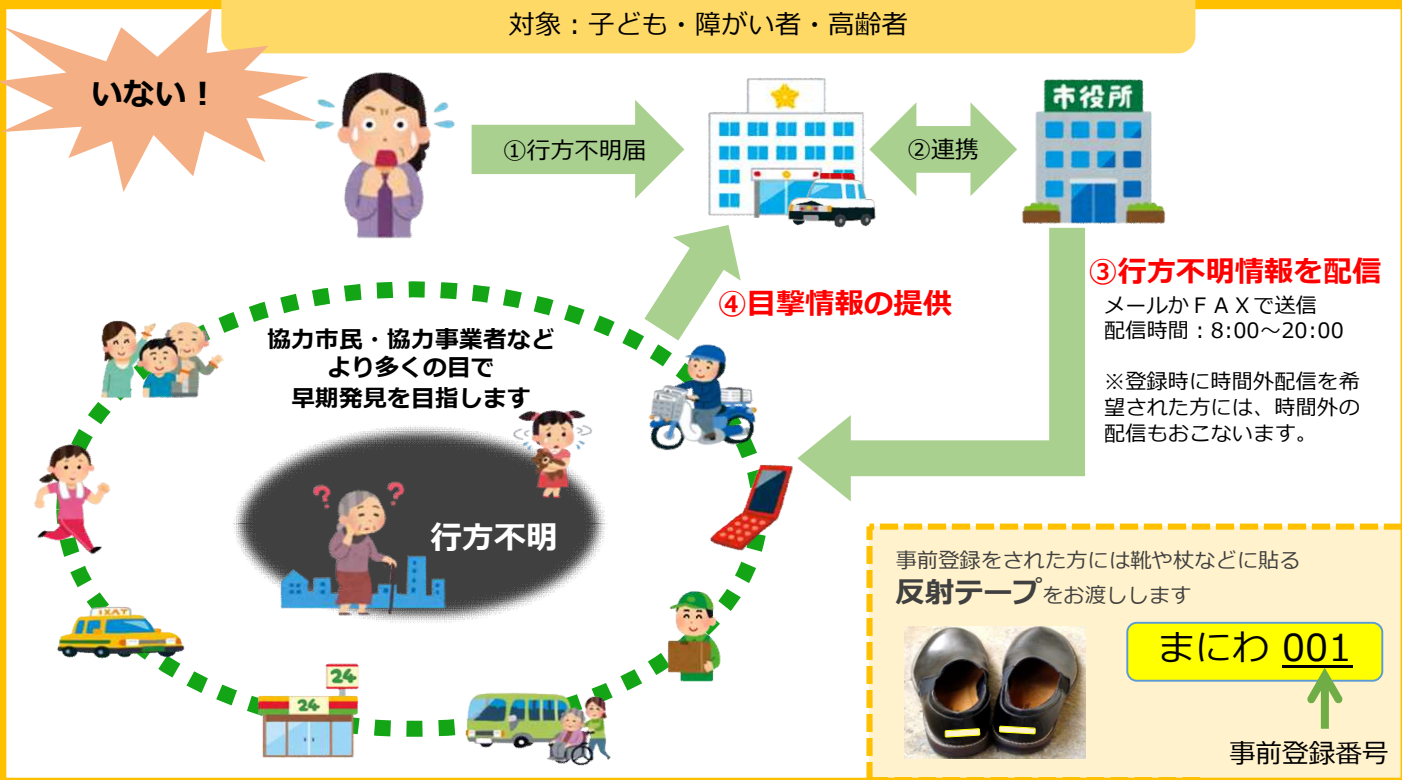 対象：子ども・障がい者・高齢者
いない！
①行方不明届
②連携
市役所
③行方不明情報を配信
メールかＦＡＸで送信
配信時間：8:00～20:00
※登録時に時間外配信を希
望された方には、時間外の
配信もおこないます。
④目撃情報の提供
協力市民・協力事業者など
より多くの目で
早期発見を目指します
? ?
行方不明
IXAT
24
24
事前登録をされた方には靴や杖などに貼る
反射テープをお渡しします
まにわ 001
事前登録番号